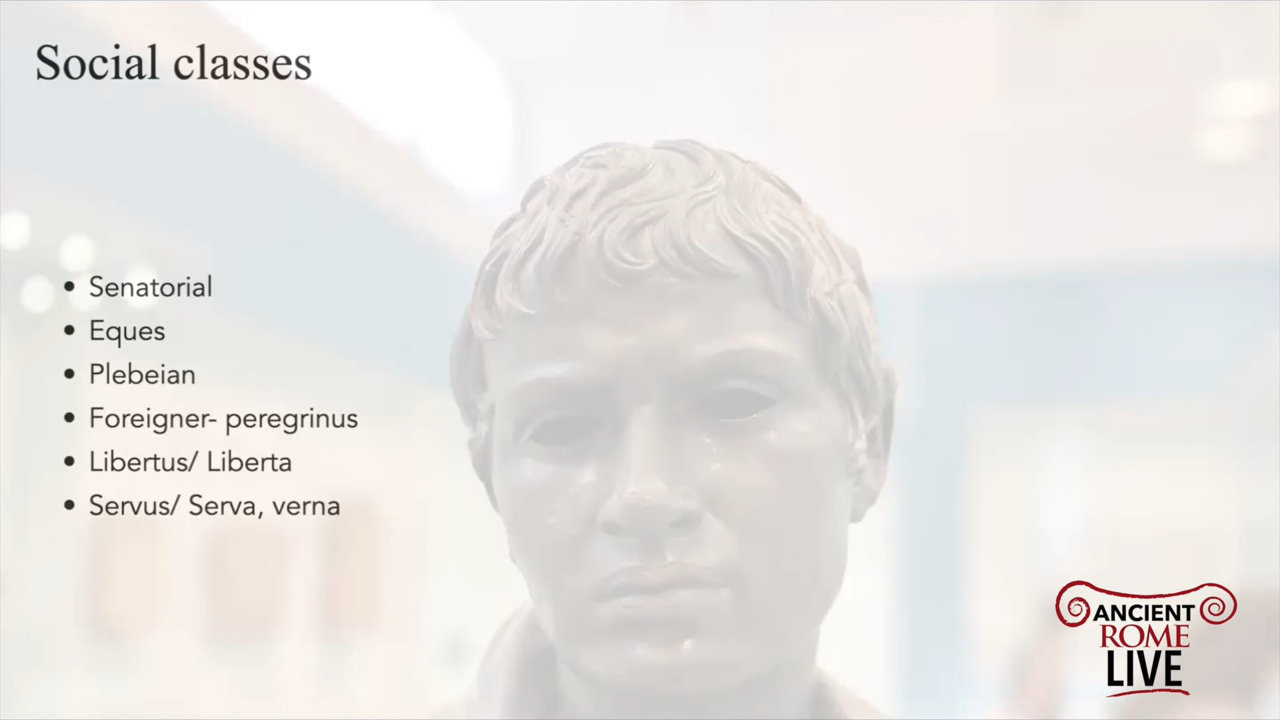 Social classes
• Senatorial
• Eques
• Plebeian
• Foreigner- peregrinus
• Libertus/ Liberta
• Servus/ Serva, verna
ANCIENT
ROME
LIVE